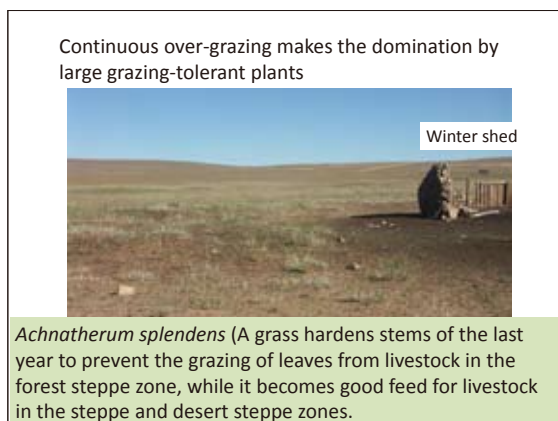 Continuous over-grazing makes the domination by
large grazing-tolerant plants
Winter shed
Achnatherum splendens (A grass hardens stems of the last
year to prevent the grazing of leaves from livestock in the
forest steppe zone, while it becomes good feed for livestock
in the steppe and desert steppe zones.